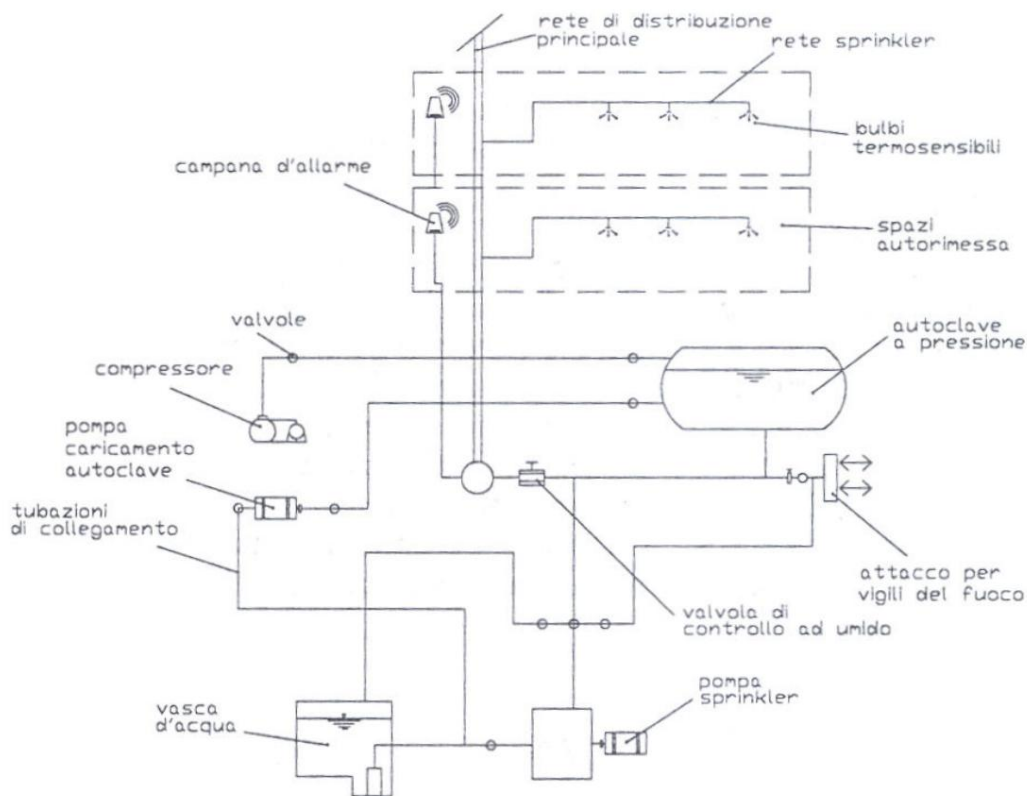 rete di distribuzione
principale
rete sprinkler
bulbi
termosensibili
campana d'allarme
spazi
autorimessa
valvole
autoclave
a pressione
compressore
pompa
caricamento
autoclave
tubazioni
di collegamento
attacco per
vigili del fuoco
valvola di
controllo ad umido
pompa
sprinkler
vasca
d'acqua